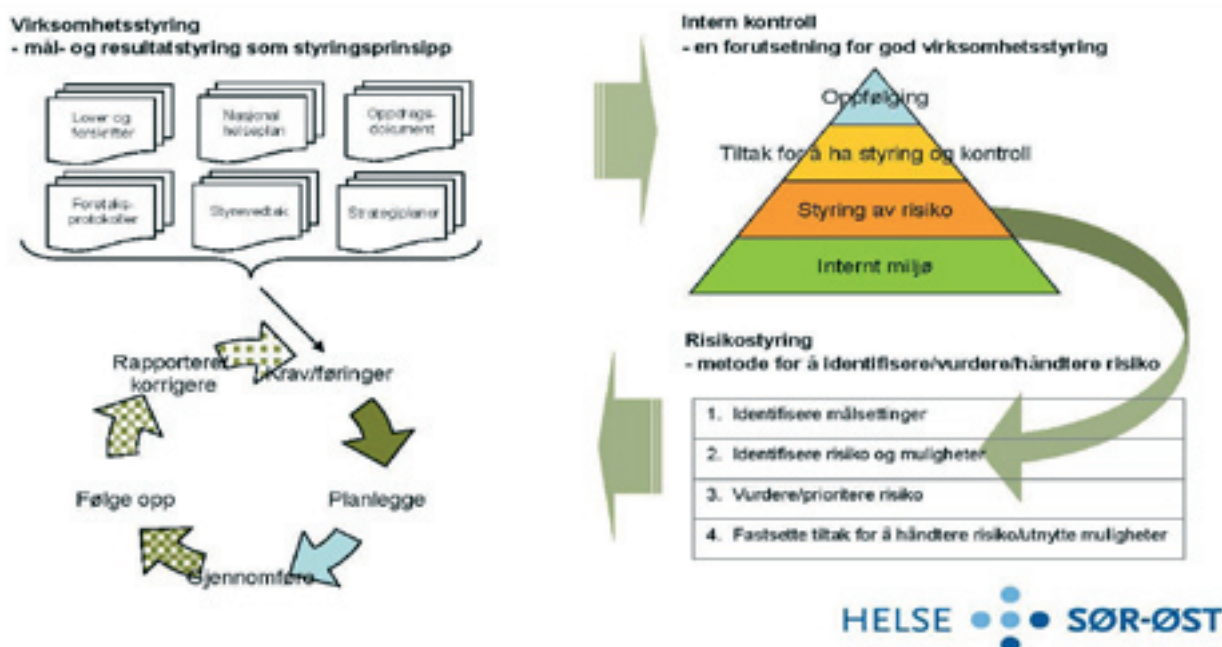 Virksomhetsstyring
- mål- og resultatstyring som styringsprinsipp
Lover og
forskrifter
Nasjonal
helseplan
Oppdrags-
dokument
Foretaks-
protokoller
Styrevedtak
Strategiplaner
Rapportere/
korrigere
Krav/føringer
Følge opp
Planlegge
Gjennomføre
Intern kontroll
- en forutsetning for god virksomhetsstyring
Oppfølging
Tiltak for å ha styring og kontroll
Styring av risiko
Internt miljø
Risikostyring
- metode for å identifisere/vurdere/håndtere risiko
1. Identifisere målsettinger
2. Identifisere risiko og muligheter
3. Vurdere/prioritere risiko
4. Fastsette tiltak for å håndtere risiko/utnytte muligheter
HELSE SØR-ØST